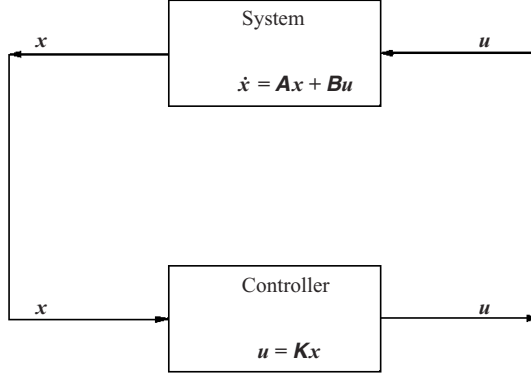 System
x
u
ẋ = Ax + Bu
Controller
x
u
u = Kx